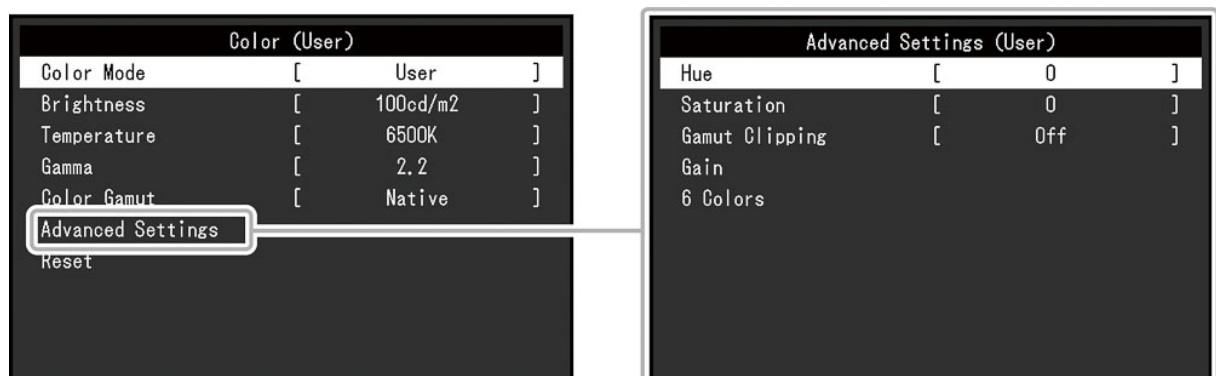 Color (User)
Color Mode [ User ]
Brightness [ 100cd/m2 ]
Temperature [ 6500K ]
Gamma [ 2.2 ]
Color Gamut [ Native ]
Advanced Settings
Reset
Advanced Settings (User)
Hue [ 0 ]
Saturation [ 0 ]
Gamut Clipping [ Off ]
Gain
6 Colors